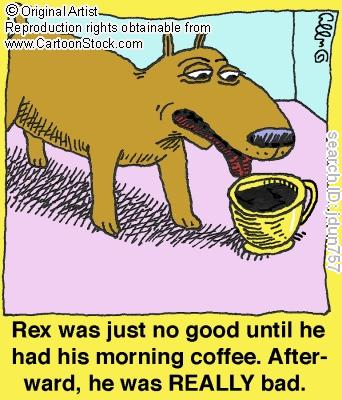 © Original Artist
Reproduction rights obtainable from
www.CartoonStock.com
search ID: jdun757
Rex was just no good until he
had his morning coffee. After-
ward, he was REALLY bad.